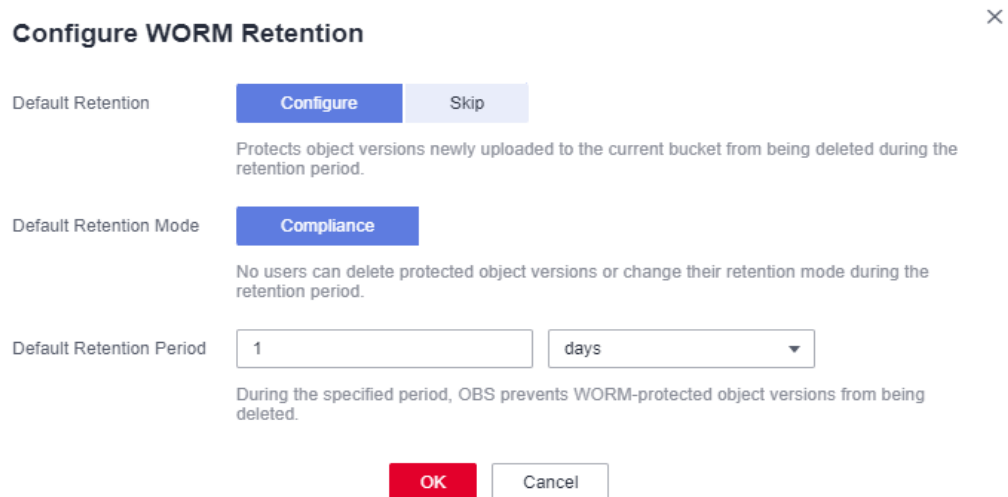 Configure WORM Retention
Default Retention
Configure
Skip
Protects object versions newly uploaded to the current bucket from being deleted during the
retention period.
Default Retention Mode
Compliance
No users can delete protected object versions or change their retention mode during the
retention period.
Default Retention Period
1
days
During the specified period, OBS prevents WORM-protected object versions from being
deleted.
OK
Cancel